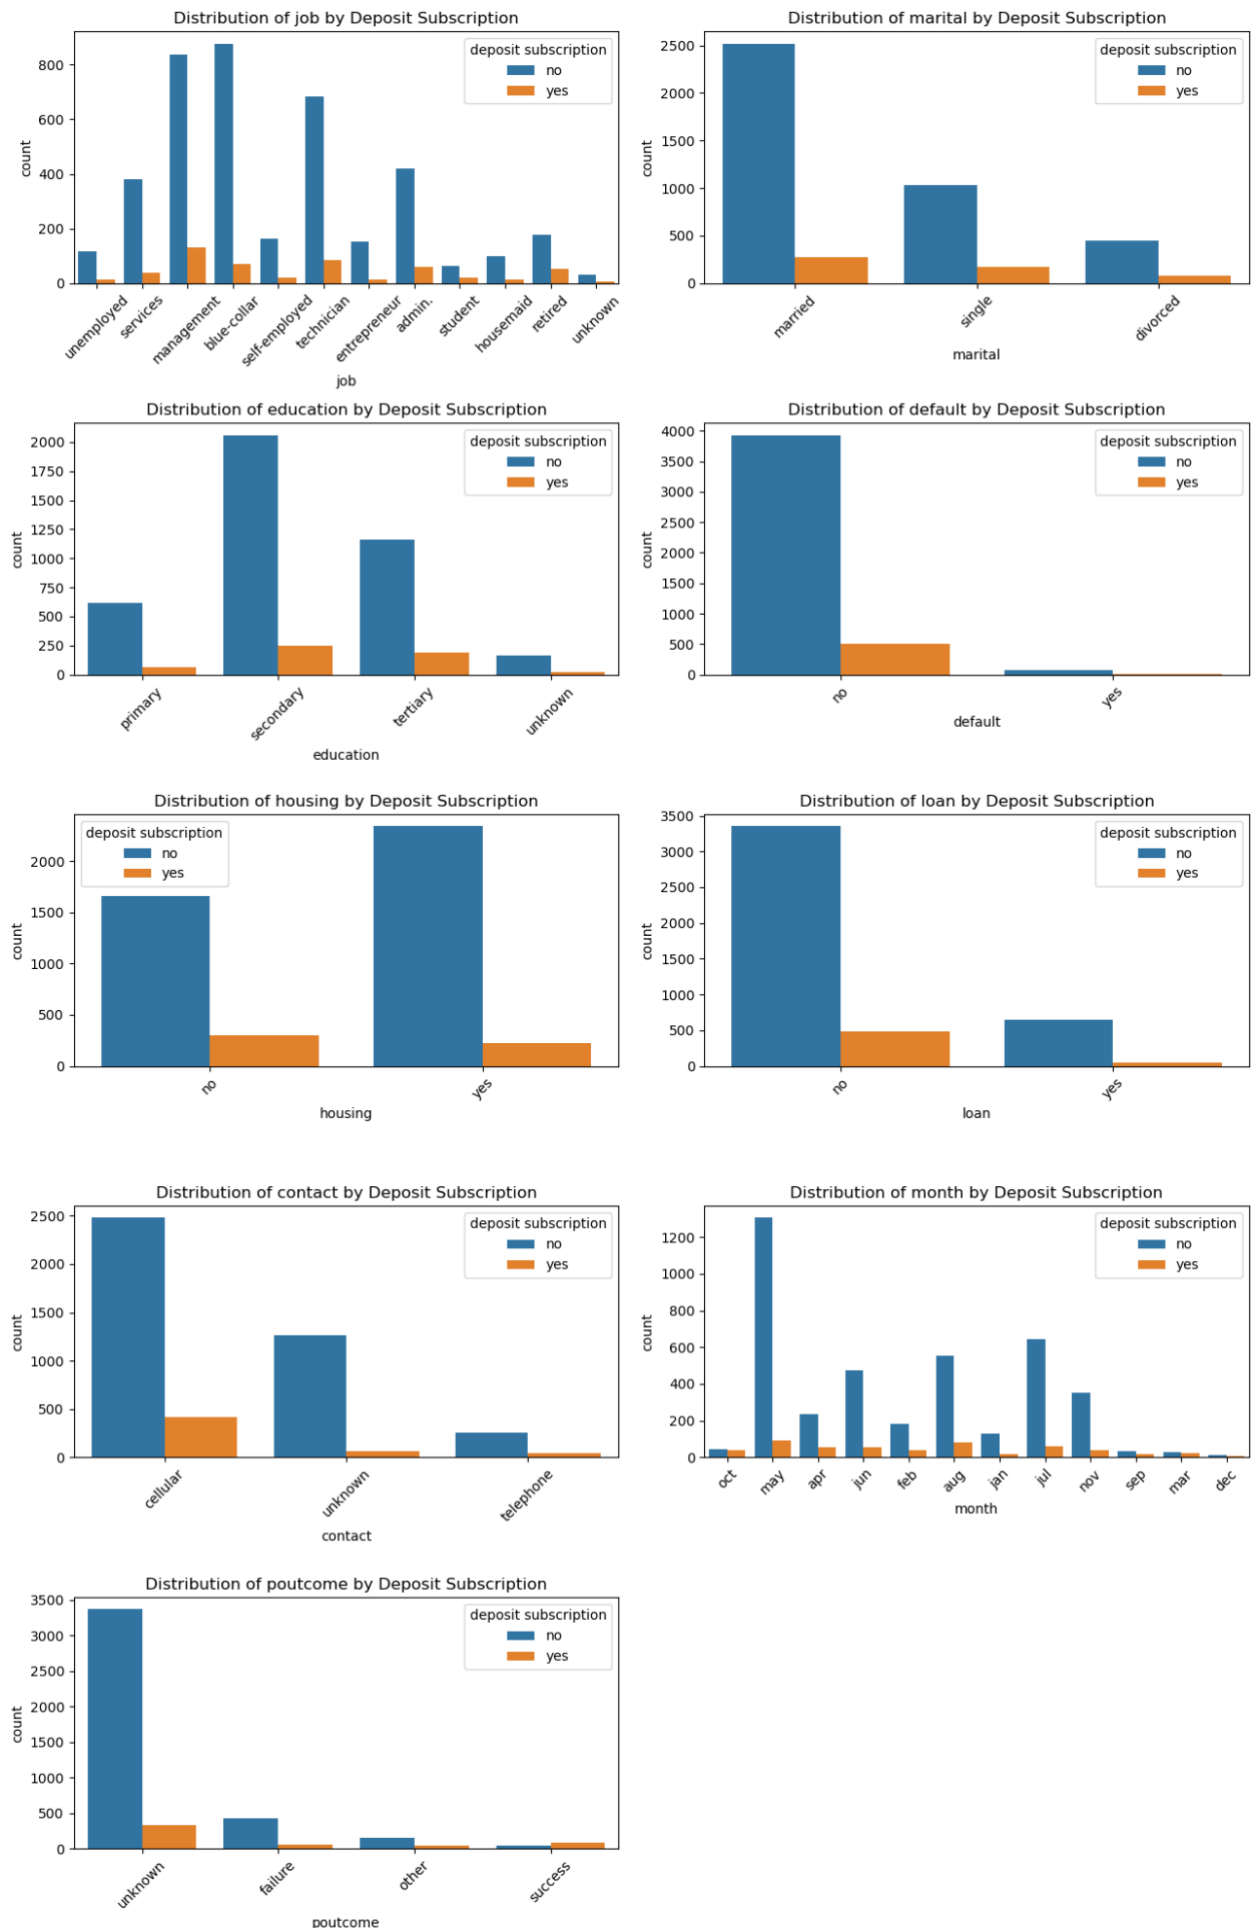 Distribution of job by Deposit Subscription
800
600
400
200
0
count
deposit subscription
no
yes
unemployed
services
management
blue-collar
self-employed
technician
entrepreneur
admin.
student
housemaid
retired
unknown
job
Distribution of marital by Deposit Subscription
2500
2000
1500
1000
500
0
count
deposit subscription
no
yes
married
single
divorced
marital
Distribution of education by Deposit Subscription
2000
1750
1500
1250
1000
750
500
250
0
count
deposit subscription
no
yes
primary
secondary
tertiary
unknown
education
Distribution of default by Deposit Subscription
4000
3500
3000
2500
2000
1500
1000
500
0
count
deposit subscription
no
yes
no
yes
default
Distribution of housing by Deposit Subscription
2000
1500
1000
500
0
count
deposit subscription
no
yes
no
yes
housing
Distribution of loan by Deposit Subscription
3500
3000
2500
2000
1500
1000
500
0
count
deposit subscription
no
yes
no
yes
loan
Distribution of contact by Deposit Subscription
2500
2000
1500
1000
500
0
count
deposit subscription
no
yes
cellular
unknown
telephone
contact
Distribution of month by Deposit Subscription
1200
1000
800
600
400
200
0
count
deposit subscription
no
yes
oct
may
apr
jun
feb
aug
jan
jul
nov
sep
mar
dec
month
Distribution of poutcome by Deposit Subscription
3500
3000
2500
2000
1500
1000
500
0
count
deposit subscription
no
yes
unknown
failure
other
success
poutcome